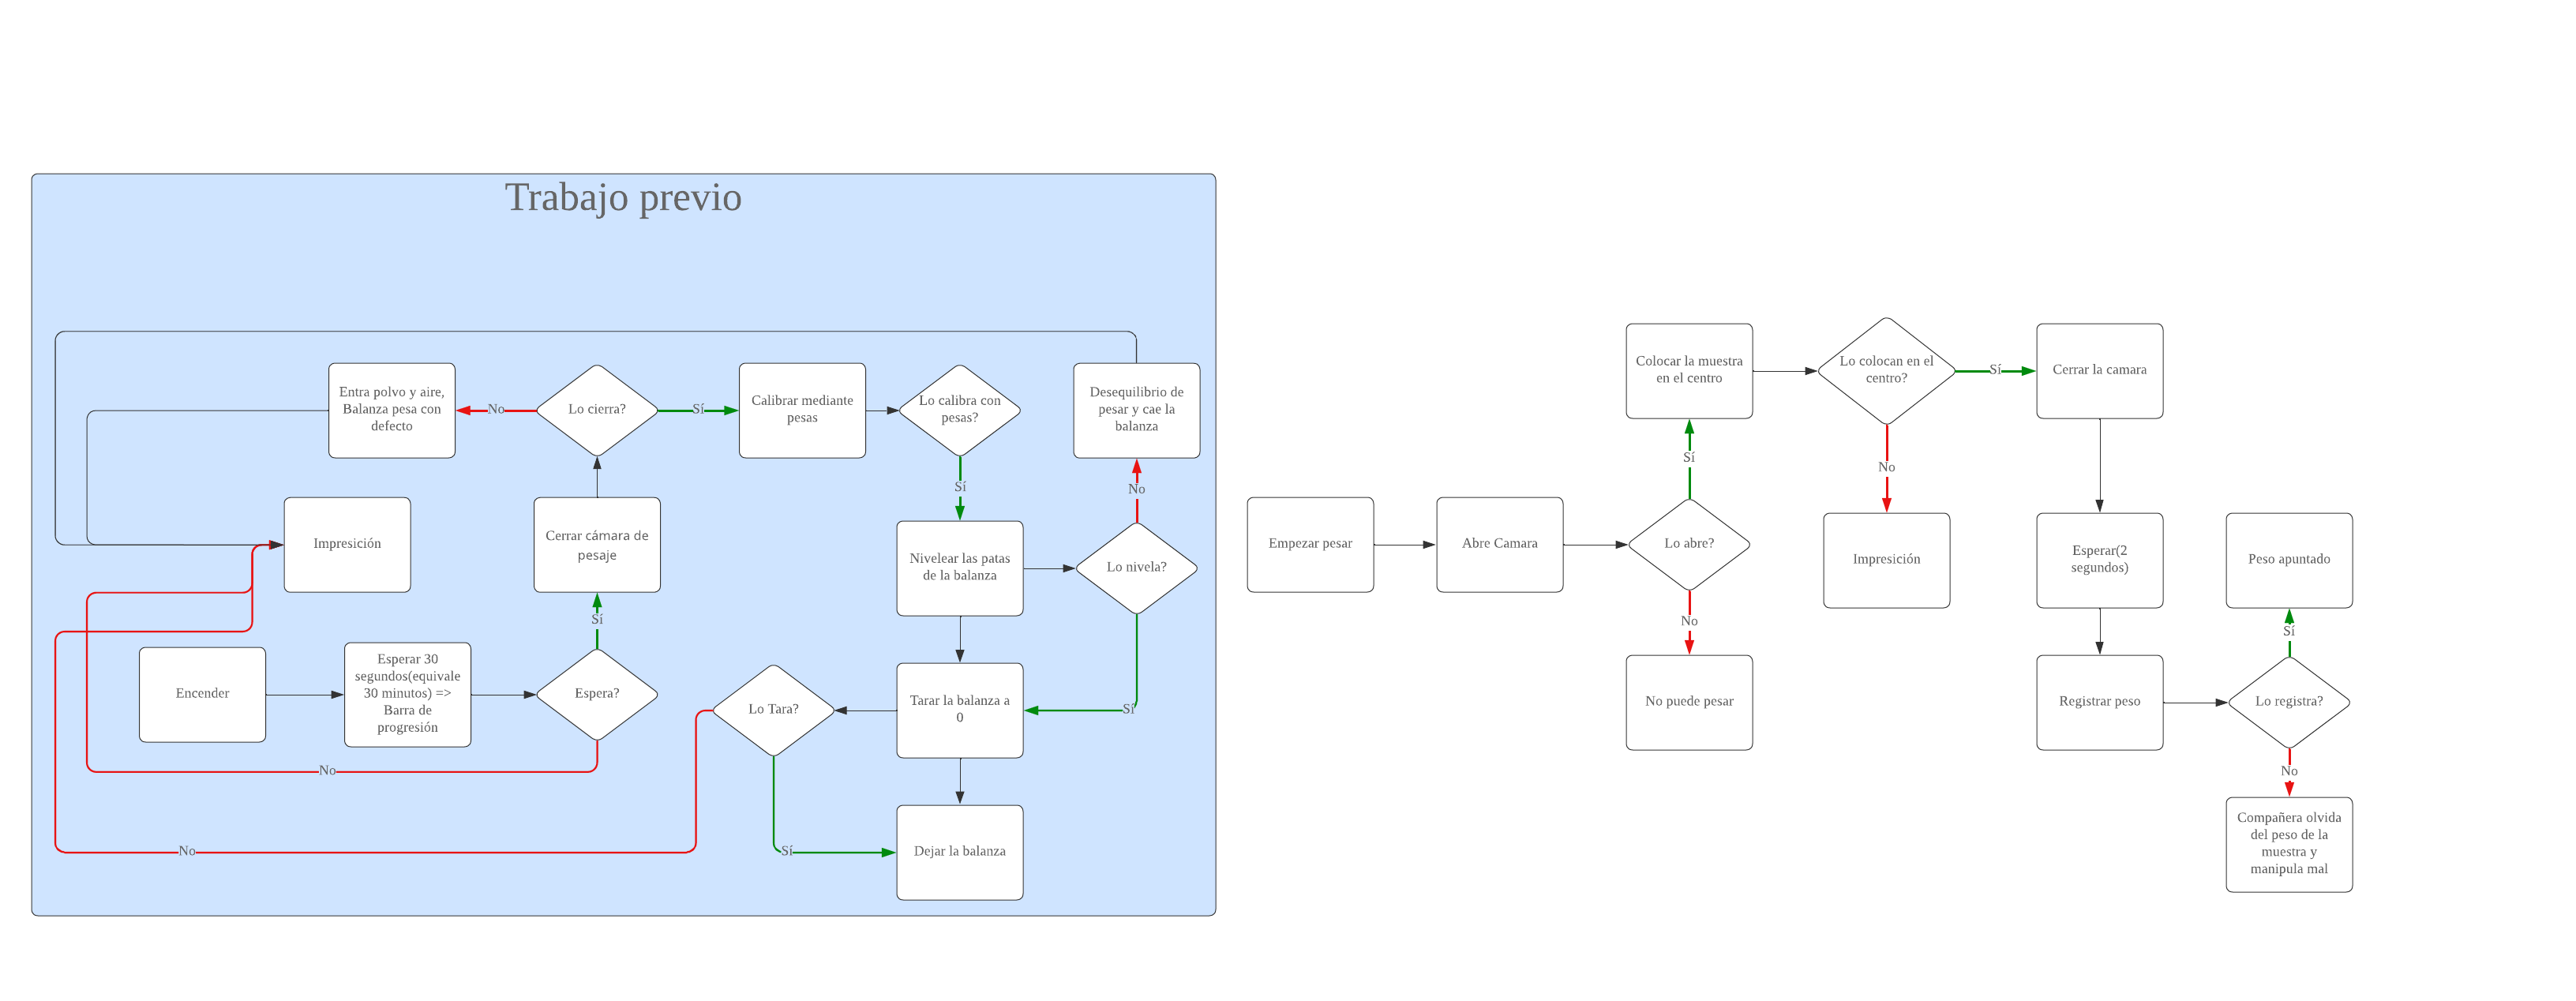 Trabajo previo
Entra polvo y aire,
Balanza pesa con
defecto
No
Lo cierra?
Sí
Calibrar mediante
pesas
Lo calibra con
pesas?
Desequilibrio de
pesar y cae la
balanza
Sí
No
Impresición
Cerrar cámara de
pesaje
Nivelear las patas
de la balanza
Lo nivela?
Sí
Encender
Esperar 30
segundos(equivale
30 minutos) =>
Barra de
progresión
Espera?
Lo Tara?
Tarar la balanza a
0
Sí
No
No
Sí
Dejar la balanza
Empezar pesar
Abre Camara
Lo abre?
Sí
Colocar la muestra
en el centro
Lo colocan en el
centro?
Sí
Cerrar la camara
No
Impresición
Esperar(2
segundos)
Peso apuntado
No
Sí
No puede pesar
Registrar peso
Lo registra?
No
Compañera olvida
del peso de la
muestra y
manipula mal